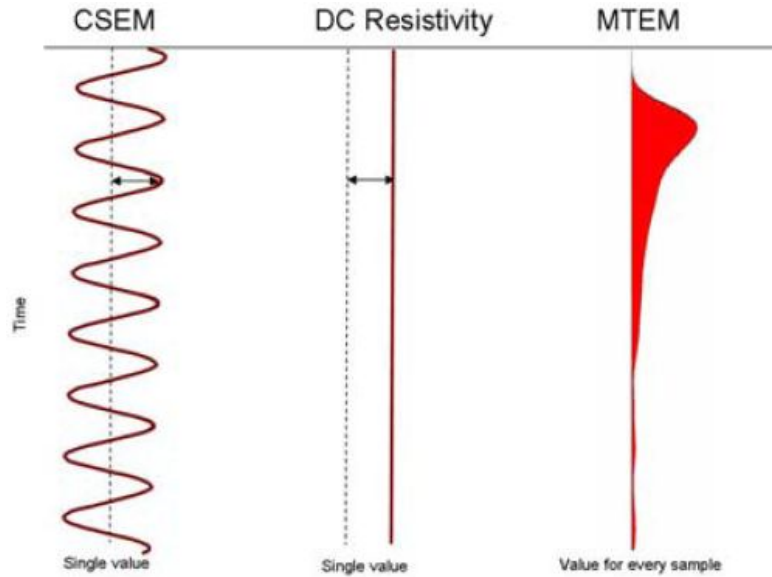 CSEM
DC Resistivity
MTEM
Time
Single value
Single value
Value for every sample